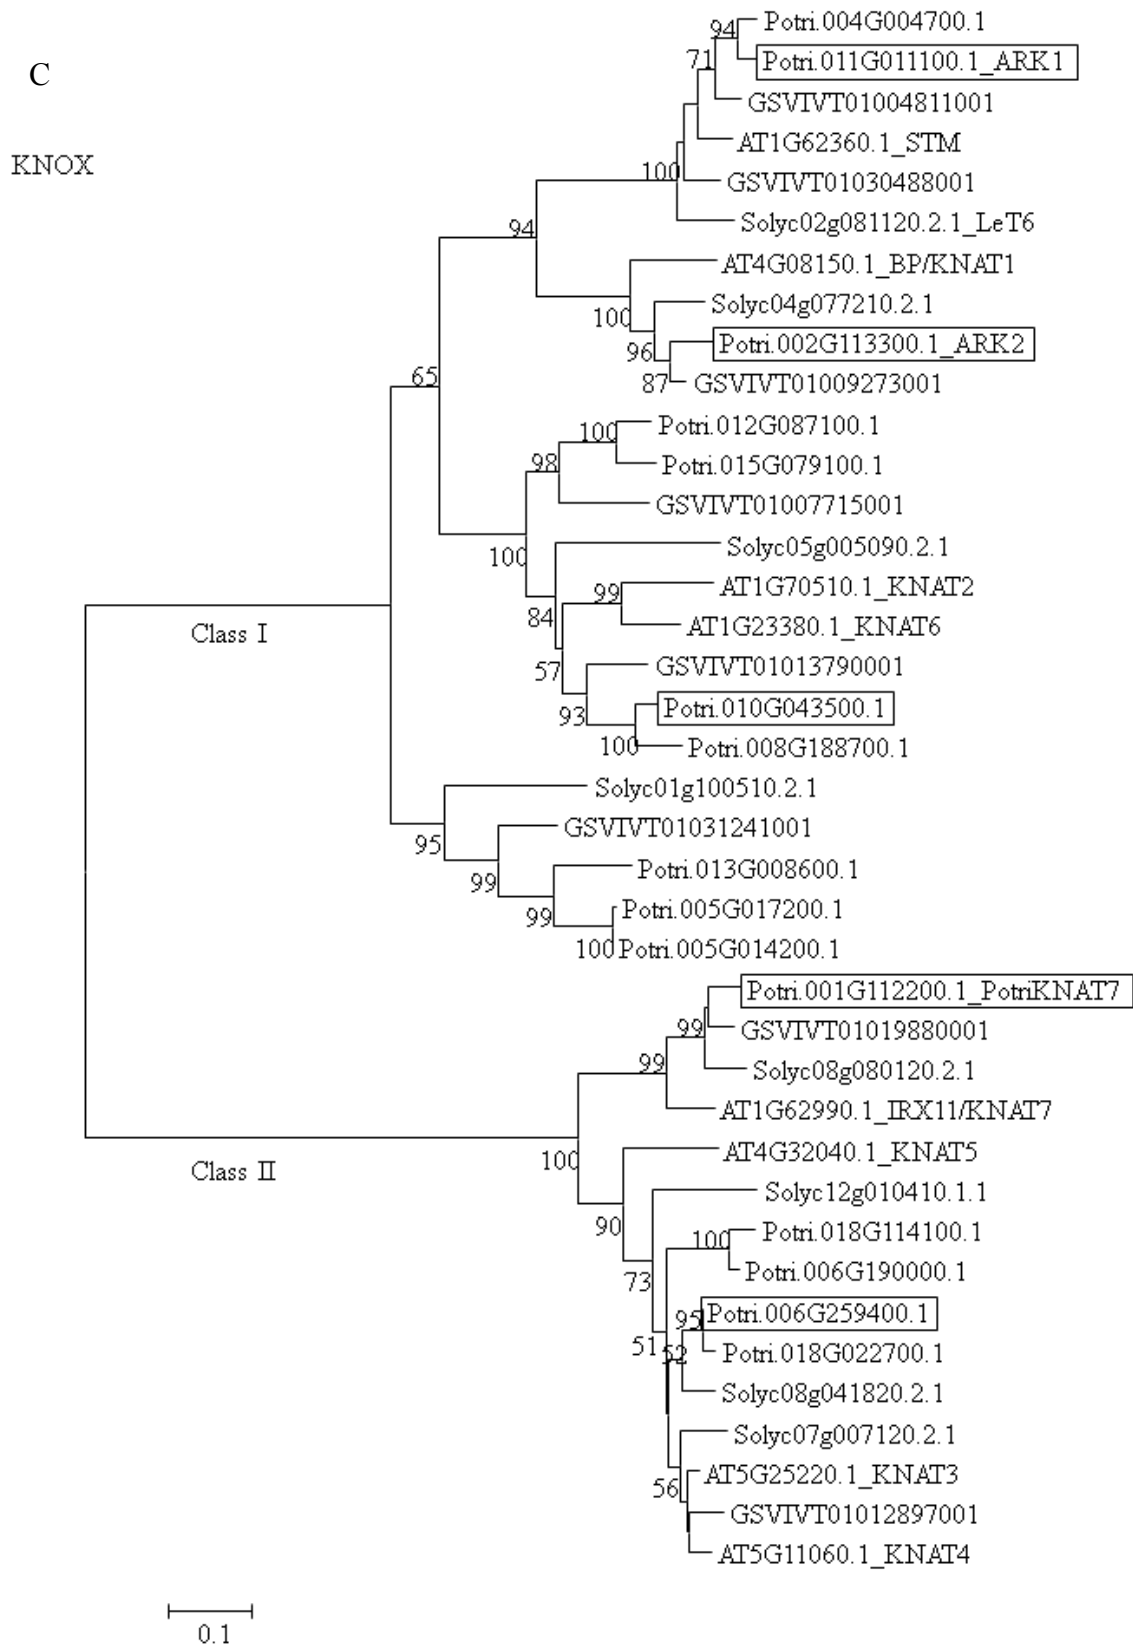 Potri.004G004700.1
94
C
Potri.011G011100.1_ARK1
71
GSVIVT01004811001
AT1G62360.1_STM
KNOX
100
GSVIVT01030488001
Solyc02g081120.2.1_LeT6
94
AT4G08150.1_BP/KNAT1
Solyc04g077210.2.1
100
Potri.002G113300.1_ARK2
96
87
GSVIVT01009273001
65
Potri.012G087100.1
100
98
Potri.015G079100.1
GSVIVT01007715001
100
Solyc05g005090.2.1
AT1G70510.1_KNAT2
99
84
AT1G23380.1_KNAT6
Class I
57
GSVIVT01013790001
Potri.010G043500.1
93
100
Potri.008G188700.1
Solyc01g100510.2.1
GSVIVT01031241001
95
Potri.013G008600.1
99
Potri.005G017200.1
99
100
Potri.005G014200.1
Potri.001G112200.1_PotriKNAT7
99
GSVIVT01019880001
99
Solyc08g080120.2.1
AT1G62990.1_IRX11/KNAT7
100
AT4G32040.1_KNAT5
Class II
Solyc12g010410.1.1
90
Potri.018G114100.1
100
Potri.006G190000.1
73
Potri.006G259400.1
95
51
52
Potri.018G022700.1
Solyc08g041820.2.1
Solyc07g007120.2.1
AT5G25220.1_KNAT3
56
GSVIVT01012897001
AT5G11060.1_KNAT4
0.1